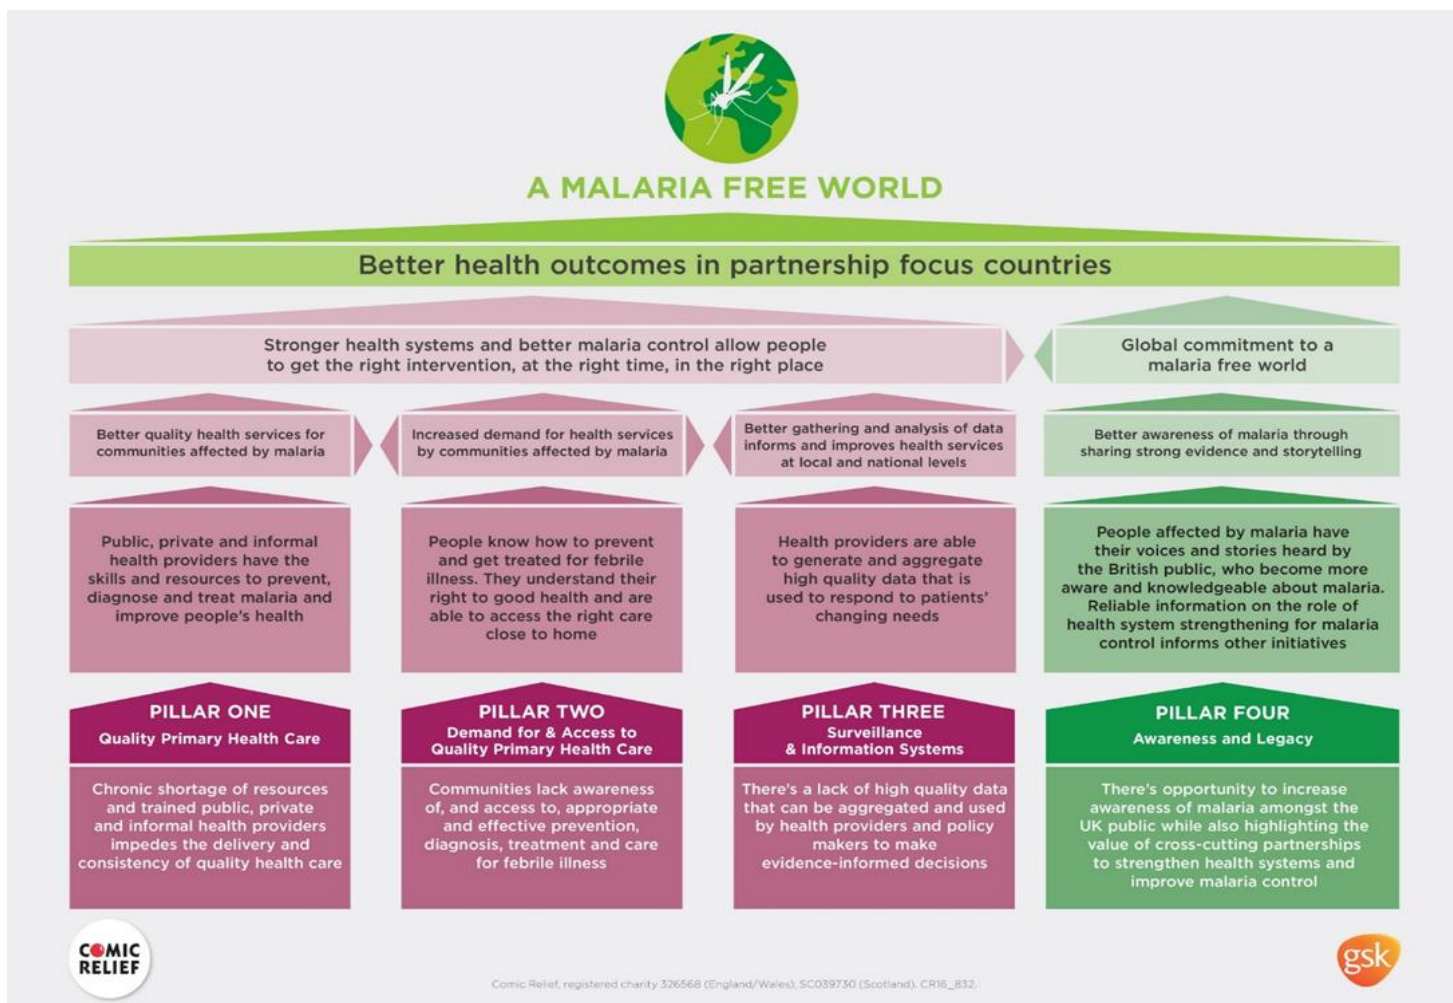 A MALARIA FREE WORLD
Better health outcomes in partnership focus countries
Stronger health systems and better malaria control allow people
to get the right intervention, at the right time, in the right place
Global commitment to a
malaria free world
Better quality health services for
communities affected by malaria
Increased demand for health services
by communities affected by malaria
Better gathering and analysis of data
informs and improves health services
at local and national levels
Better awareness of malaria through
sharing strong evidence and storytelling
Public, private and informal
health providers have the
skills and resources to prevent,
diagnose and treat malaria and
improve people's health
People know how to prevent
and get treated for febrile
illness. They understand their
right to good health and are
able to access the right care
close to home
Health providers are able
to generate and aggregate
high quality data that is
used to respond to patients'
changing needs
People affected by malaria have
their voices and stories heard by
the British public, who become more
aware and knowledgeable about malaria.
Reliable information on the role of
health system strengthening for malaria
control informs other initiatives
PILLAR ONE
Quality Primary Health Care
PILLAR TWO
Demand for & Access to
Quality Primary Health Care
PILLAR THREE
Surveillance
& Information Systems
PILLAR FOUR
Awareness and Legacy
Chronic shortage of resources
and trained public, private
and informal health providers
impedes the delivery and
consistency of quality health care
Communities lack awareness
of, and access to, appropriate
and effective prevention,
diagnosis, treatment and care
for febrile illness
There's a lack of high quality data
that can be aggregated and used
by health providers and policy
makers to make
evidence-informed decisions
There's opportunity to increase
awareness of malaria amongst the
UK public while also highlighting the
value of cross-cutting partnerships
to strengthen health systems and
improve malaria control
COMIC
RELIEF
gsk
Comic Relief, registered charity 326568 (England/Wales); SC039730 (Scotland). CR16_832.